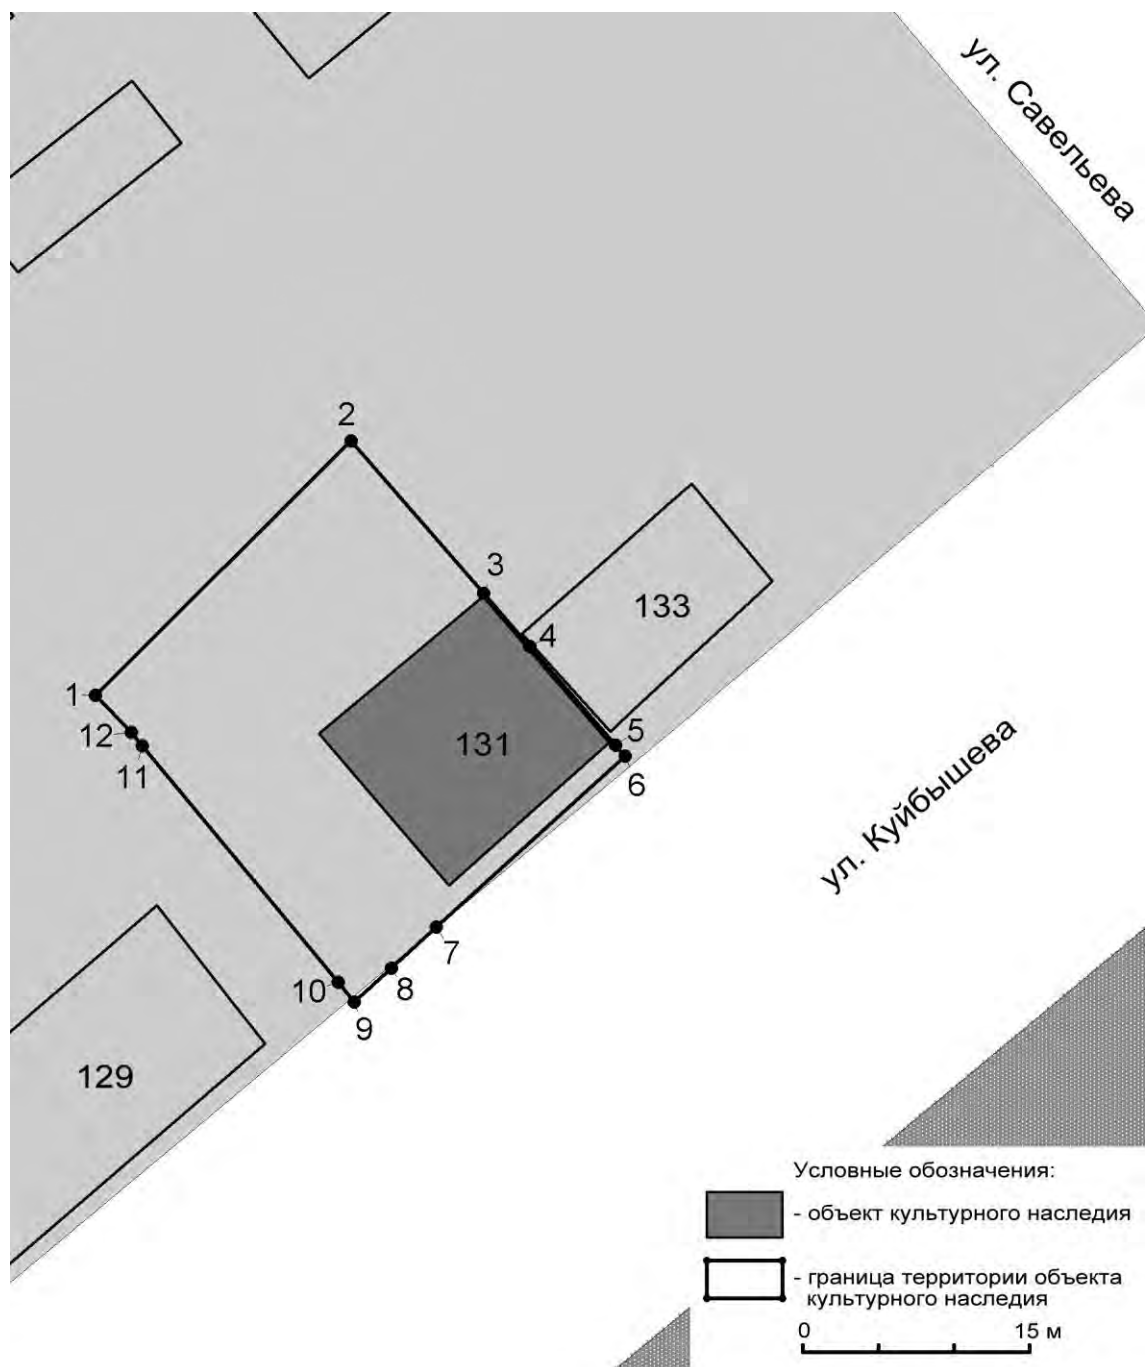 ул. Савельева
2
3
133
4
1
12
11
131
5
6
ул. Куйбышева
7
8
10
9
129
Условные обозначения:
- объект культурного наследия
- граница территории объекта
культурного наследия
0 15 м